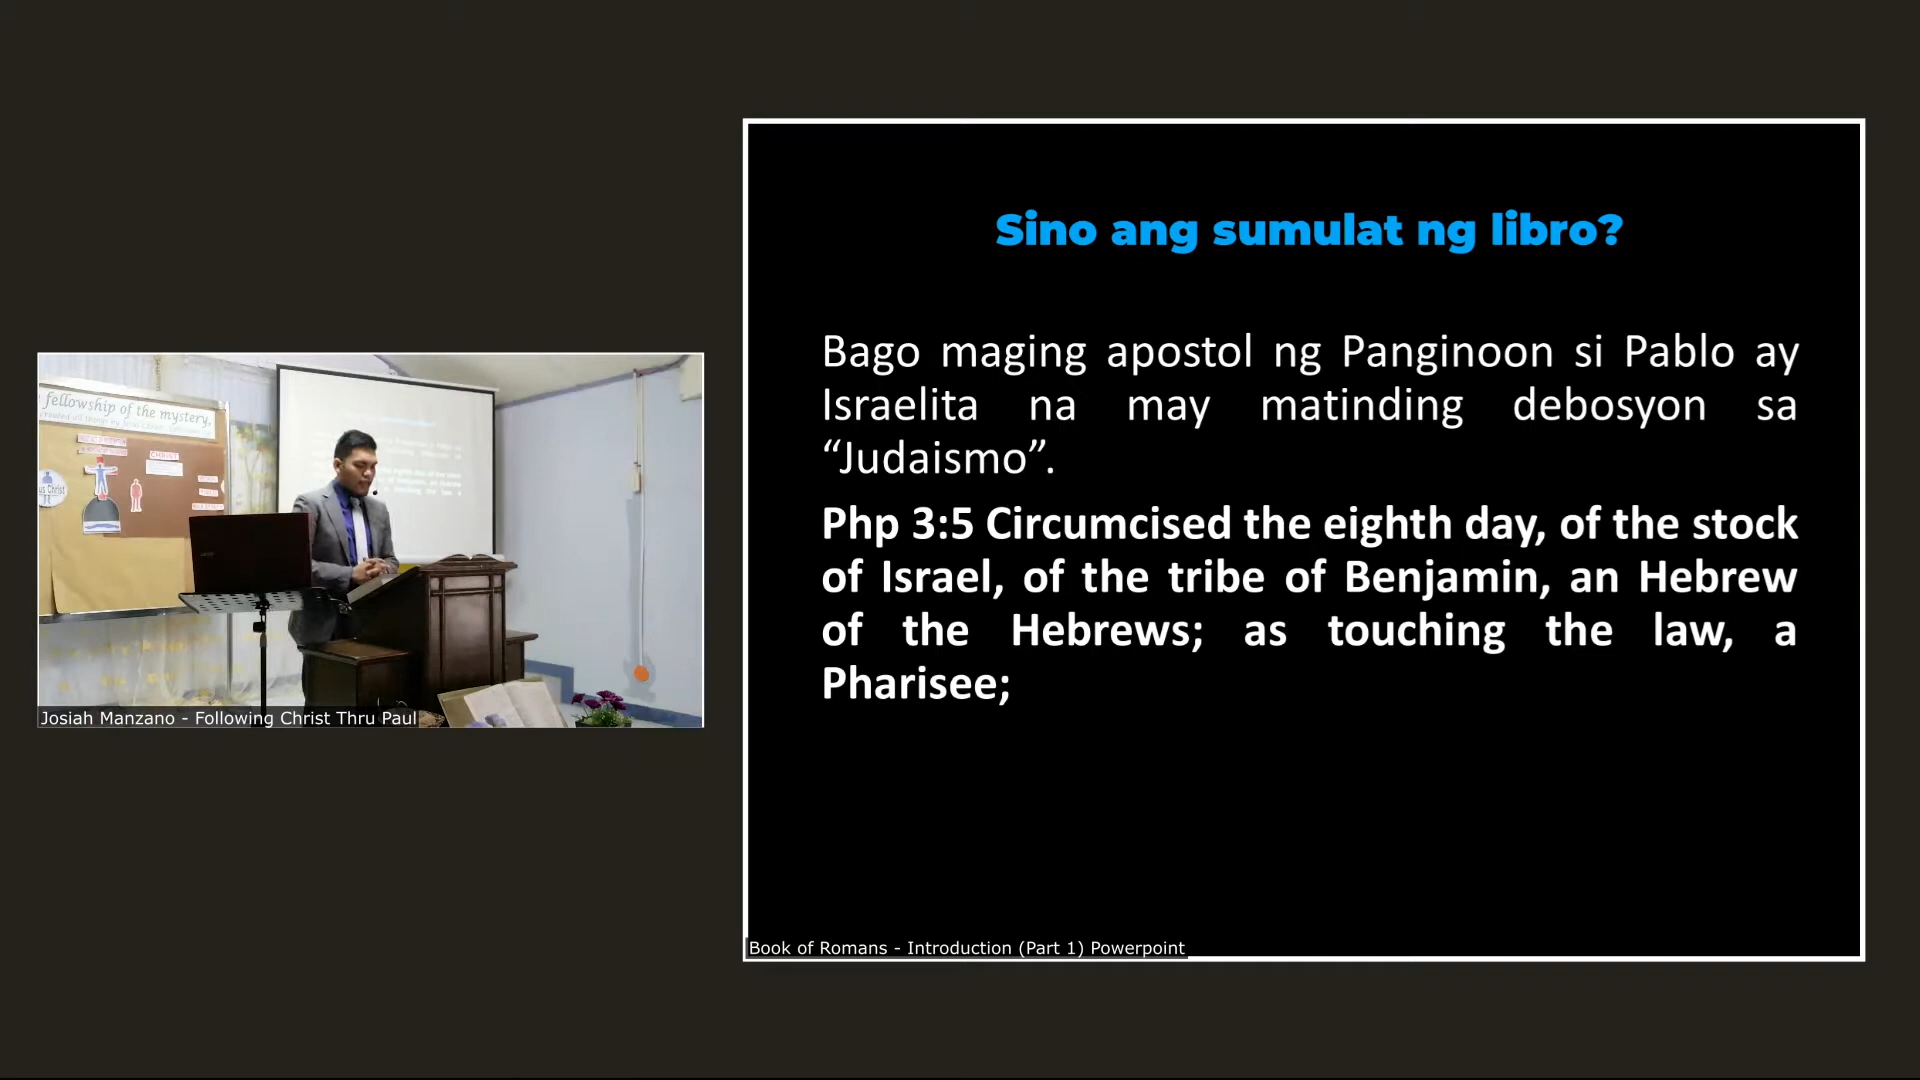 fellowship of the mystery,
CHRIST
us Christ
Josiah Manzano - Following Christ Thru Paul
Sino ang sumulat ng libro?
Bago maging apostol ng Panginoon si Pablo ay
Israelita na may matinding debosyon sa
“Judaismo”.
Php 3:5 Circumcised the eighth day, of the stock
of Israel, of the tribe of Benjamin, an Hebrew
of the Hebrews; as touching the law, a
Pharisee;
Book of Romans - Introduction (Part 1) Powerpoint